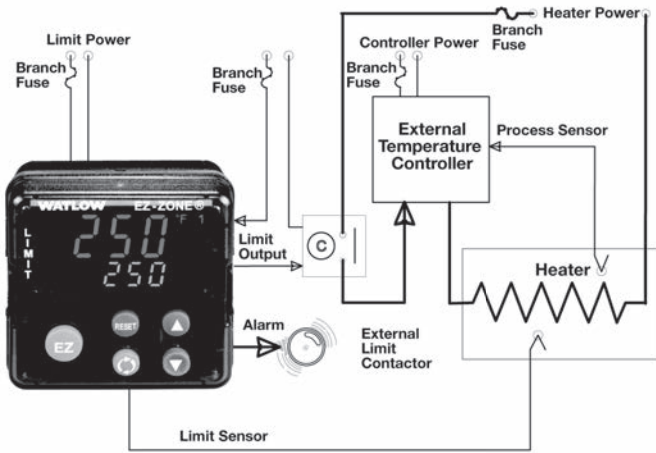 Limit Power
Branch
Fuse
Branch
Fuse
Controller Power
Branch
Fuse
Branch
Fuse
Heater Power
External
Temperature
Controller
Process Sensor
WATLOW EZ-ZONE®
LIMIT
250
°F 1
250
RESET
EZ
Limit
Output
C
Alarm
External
Limit
Contactor
Heater
Limit Sensor